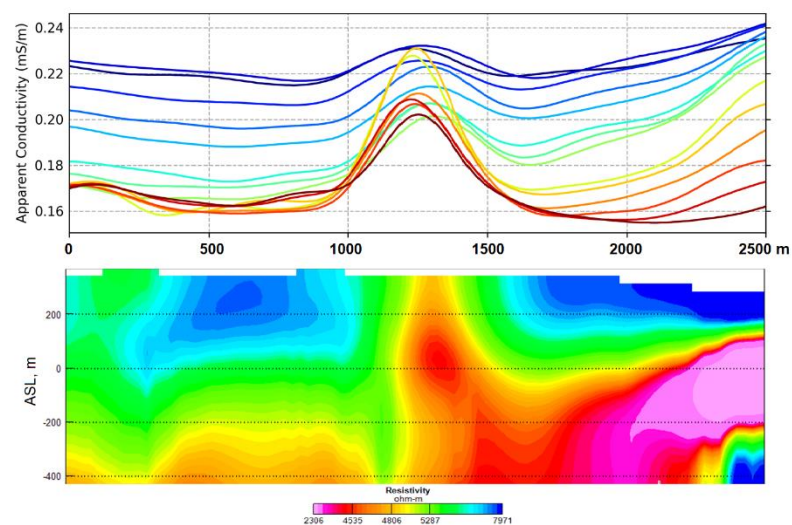 Apparent Conductivity (mS/m)
0.24
0.22
0.20
0.18
0.16
0 500 1000 1500 2000 2500 m
ASL, m
200
0
-200
-400
Resistivity
ohm-m
2306 4535 4806 5287 7971